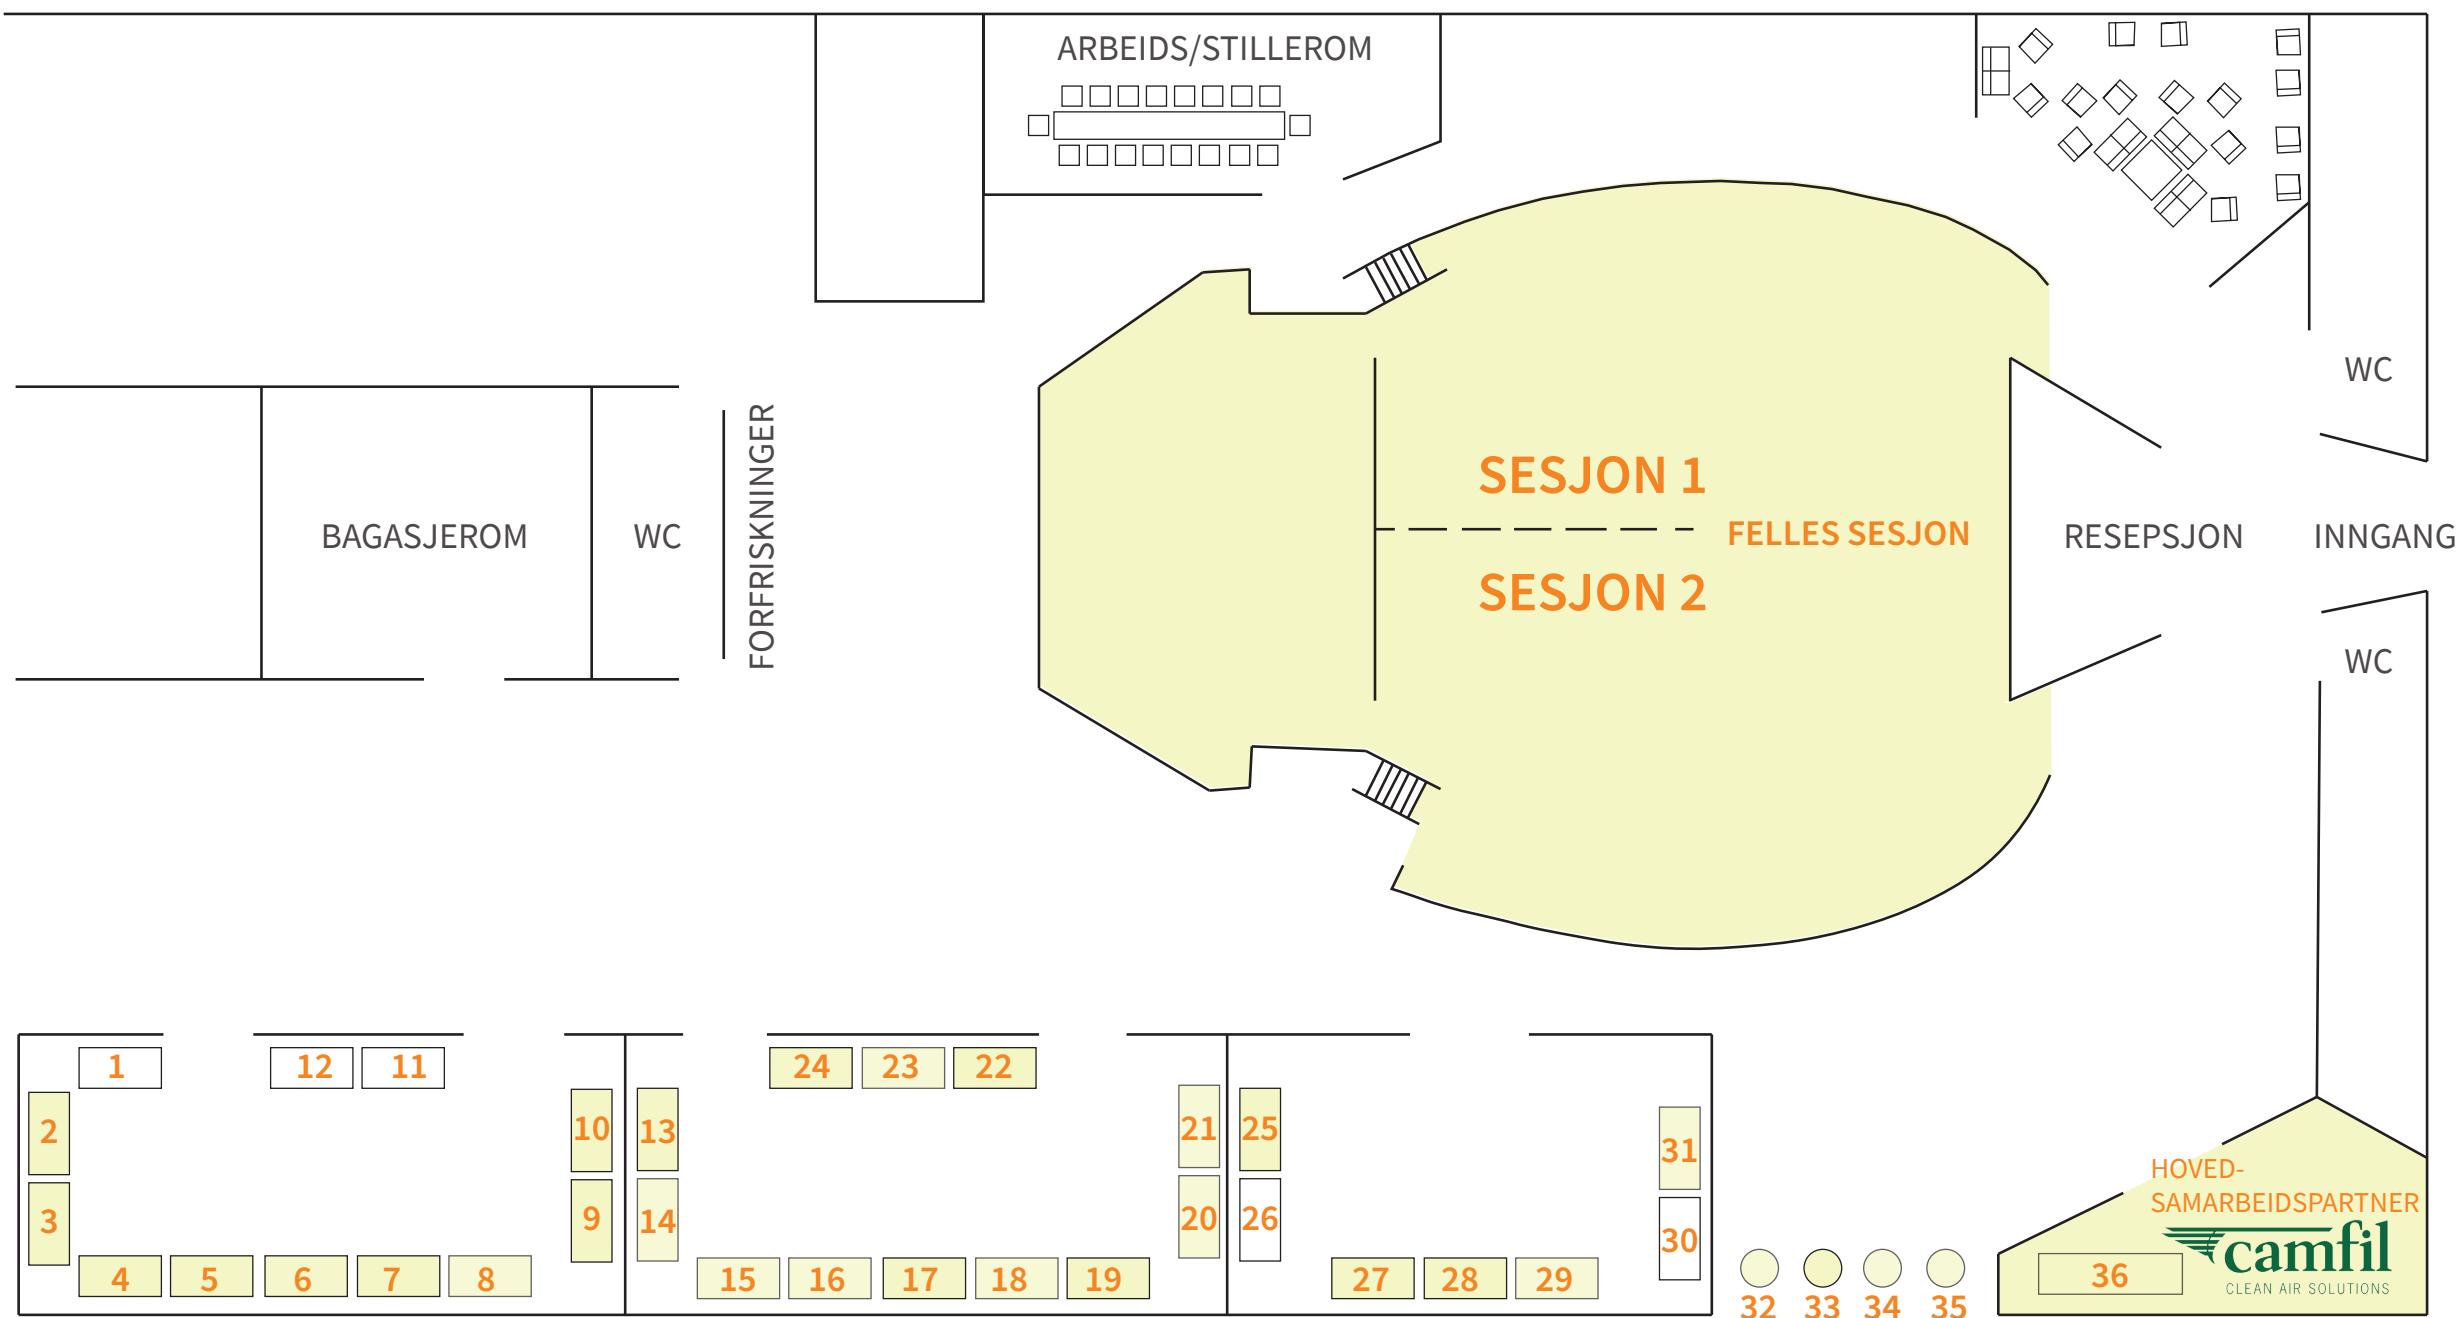 ARBEIDS/STILLEROM
WC
SESJON 1
FORFRISKNINGER
BAGASJEROM
WC
FELLES SESJON
RESEPSJON
INNGANG
SESJON 2
WC
1
12
11
24
23
22
2
10
13
21
25
31
3
9
14
20
26
30
4
5
6
7
8
15
16
17
18
19
27
28
29
32
33
34
35
HOVED-
SAMARBEIDSPARTNER
camfil
CLEAN AIR SOLUTIONS
36